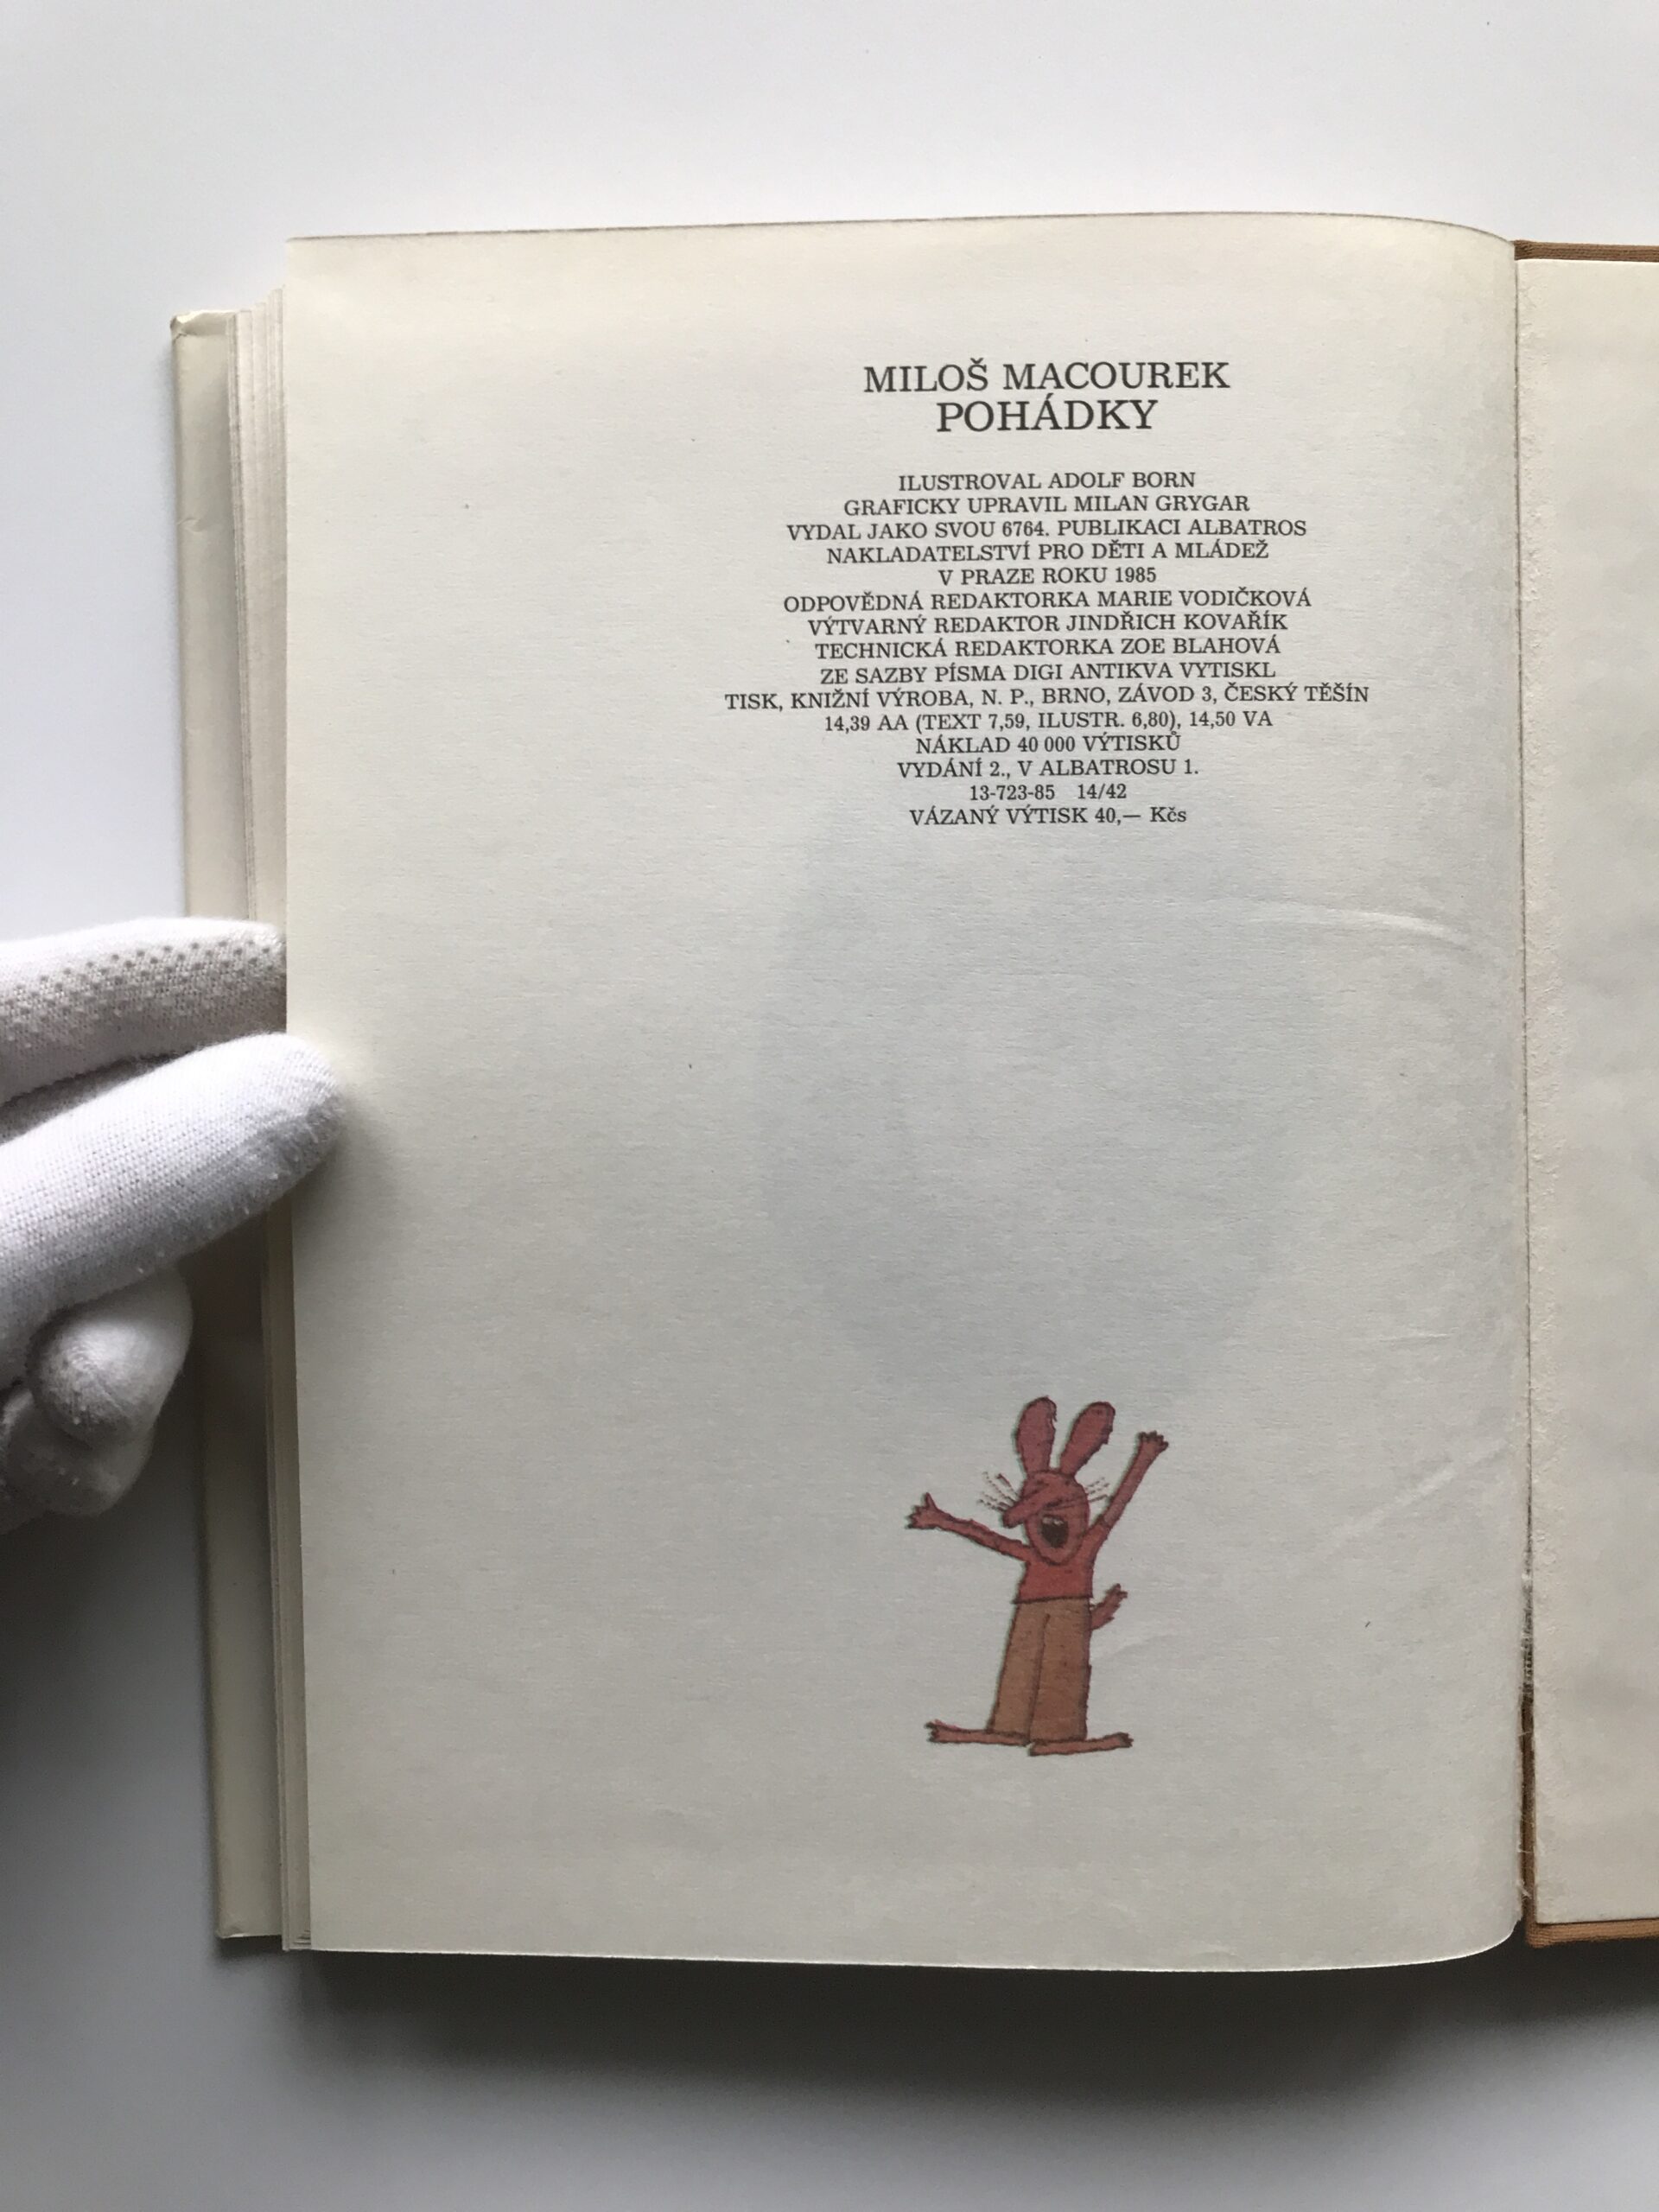 MILOŠ MACOUREK
POHÁDKY
ILUSTROVAL ADOLF BORN
GRAFICKY UPRAVIL MILAN GRYGAR
VYDAL JAKO SVOU 6764. PUBLIKACI ALBATROS
NAKLADATELSTVÍ PRO DĚTI A MLÁDEŽ
V PRAZE ROKU 1985
ODPOVĚDNÁ REDAKTORKA MARIE VODIČKOVÁ
VÝTVARNÝ REDAKTOR JINDŘICH KOVAŘÍK
TECHNICKÁ REDAKTORKA ZOE BLAHOVÁ
ZE SAZBY PÍSMA DIGI ANTIKVA VYTISKL
TISK, KNIŽNÍ VÝROBA, N. P., BRNO, ZÁVOD 3, ČESKÝ TĚŠÍN
14,39 AA (TEXT 7,59, ILUSTR. 6,80), 14,50 VA
NÁKLAD 40 000 VÝTISKŮ
VYDÁNÍ 2., V ALBATROSU 1.
13-723-85 14/42
VÁZANÝ VÝTISK 40,— Kčs